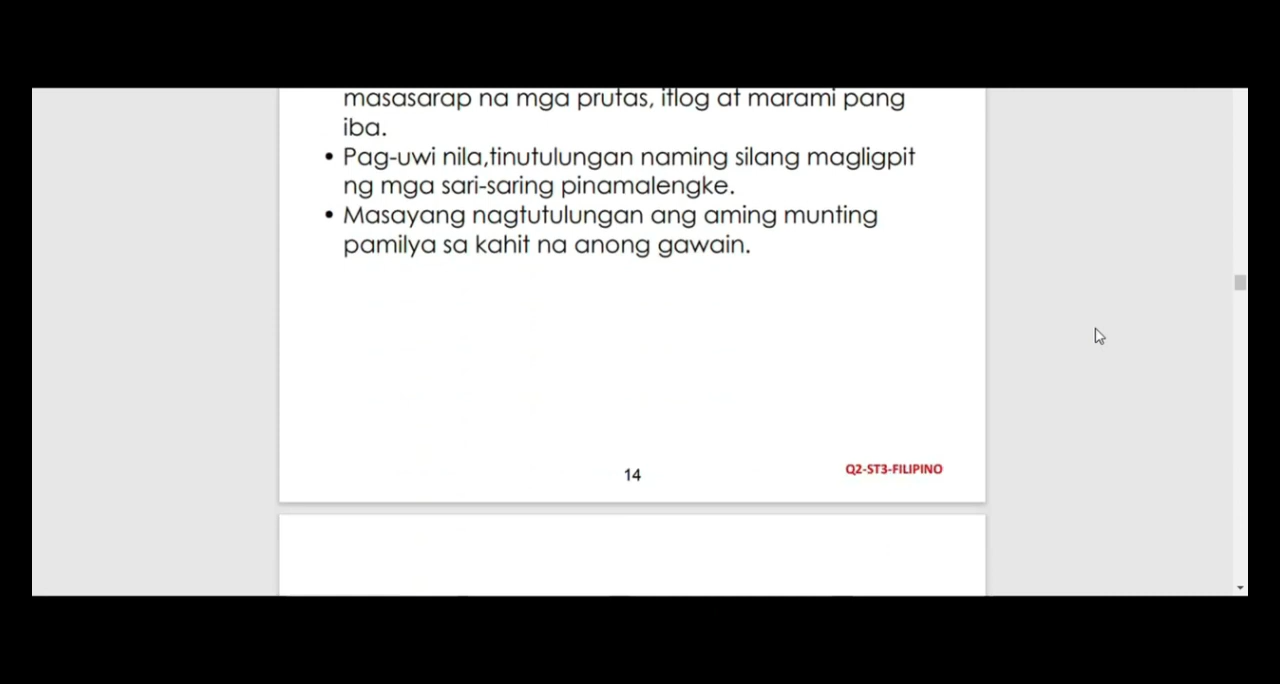 masasarap na mga prutas, itlog at marami pang
iba.
• Pag-uwi nila,tinutulungan naming silang magligpit
ng mga sari-saring pinamalengke.
• Masayang nagtutulungan ang aming munting
pamilya sa kahit na anong gawain.
14
Q2-ST3-FILIPINO